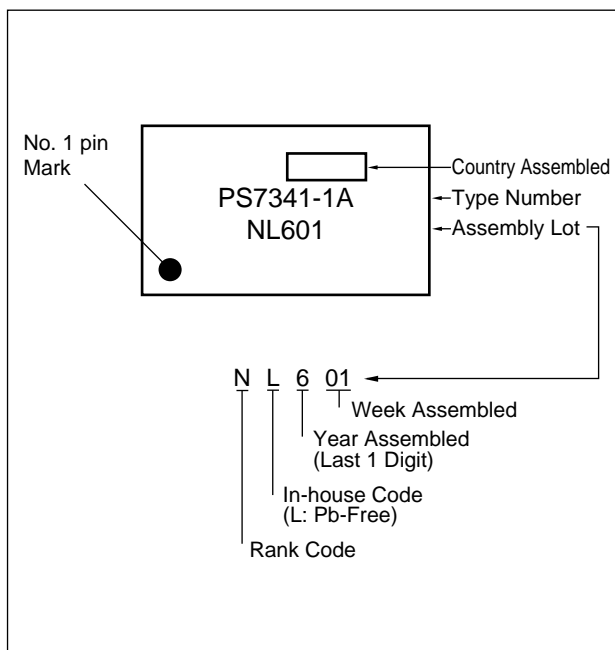 No. 1 pin
Mark
Country Assembled
PS7341-1A
Type Number
NL601
Assembly Lot
N L 6 01
Week Assembled
Year Assembled
(Last 1 Digit)
In-house Code
(L: Pb-Free)
Rank Code